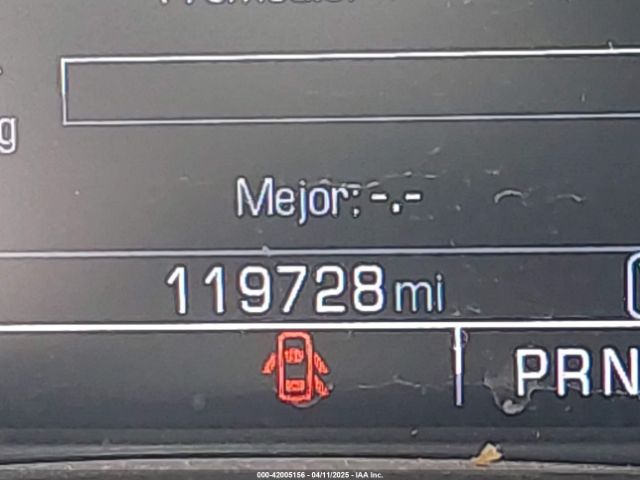 g
Mejor: -.-
119728 mi
PRN
000-42005156 - 04/11/2025 - IAA Inc.